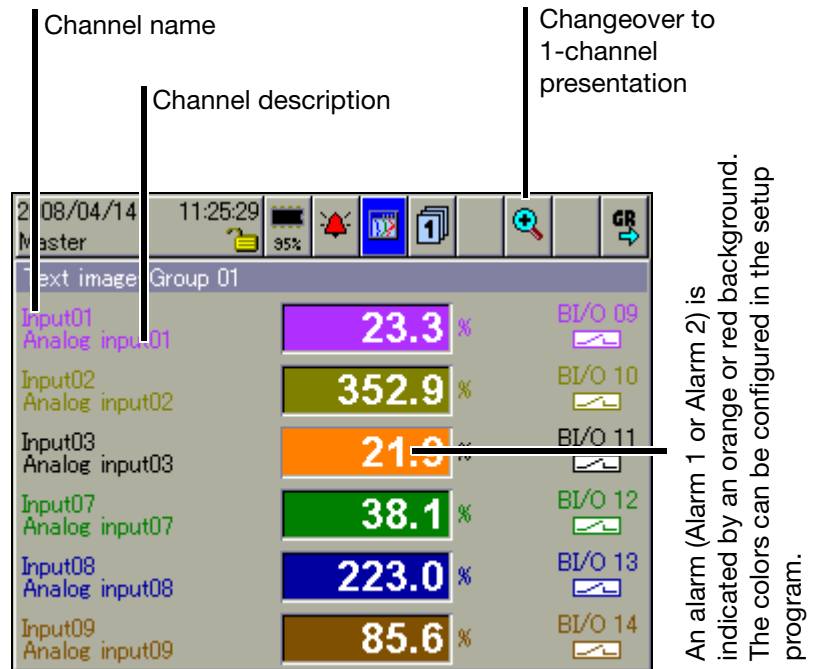 Channel name
Channel description
Changeover to
1-channel
presentation
2008/04/14 11:25:29
Master
95%
1
GR
Text image: Group 01
Input01
Analog input01
23.3 %
BI/O 09
Input02
Analog input02
352.9 %
BI/O 10
Input03
Analog input03
%
BI/O 11
Input07
Analog input07
38.1 %
BI/O 12
Input08
Analog input08
223.0 %
BI/O 13
Input09
Analog input09
85.6 %
BI/O 14
An alarm (Alarm 1 or Alarm 2) is
indicated by an orange or red background.
The colors can be configured in the setup
program.